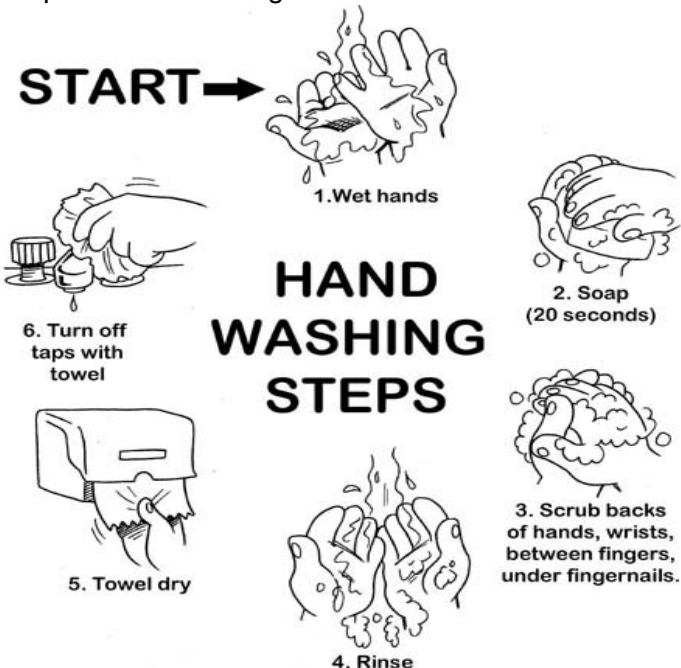 START
1.Wet hands
2. Soap
(20 seconds)
HAND
WASHING
STEPS
3. Scrub backs
of hands, wrists,
between fingers,
under fingernails.
4. Rinse
5. Towel dry
6. Turn off
taps with
towel